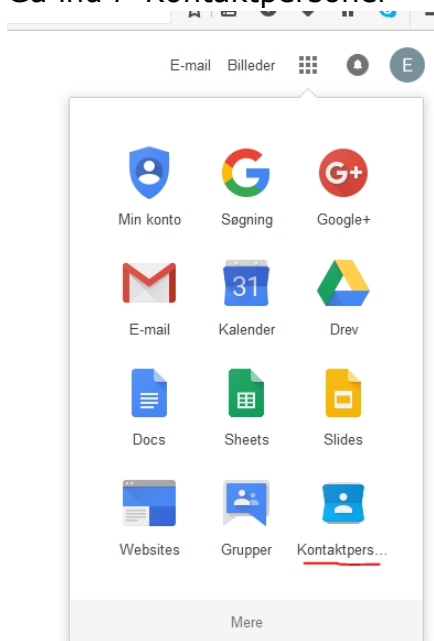 Gå ind i "Kontaktpersoner"
E-mail Billeder E
Min konto Søgning G+ Google+
E-mail 31 Kalender Drev
Docs Sheets Slides
Websites Grupper Kontaktpers...
Mere